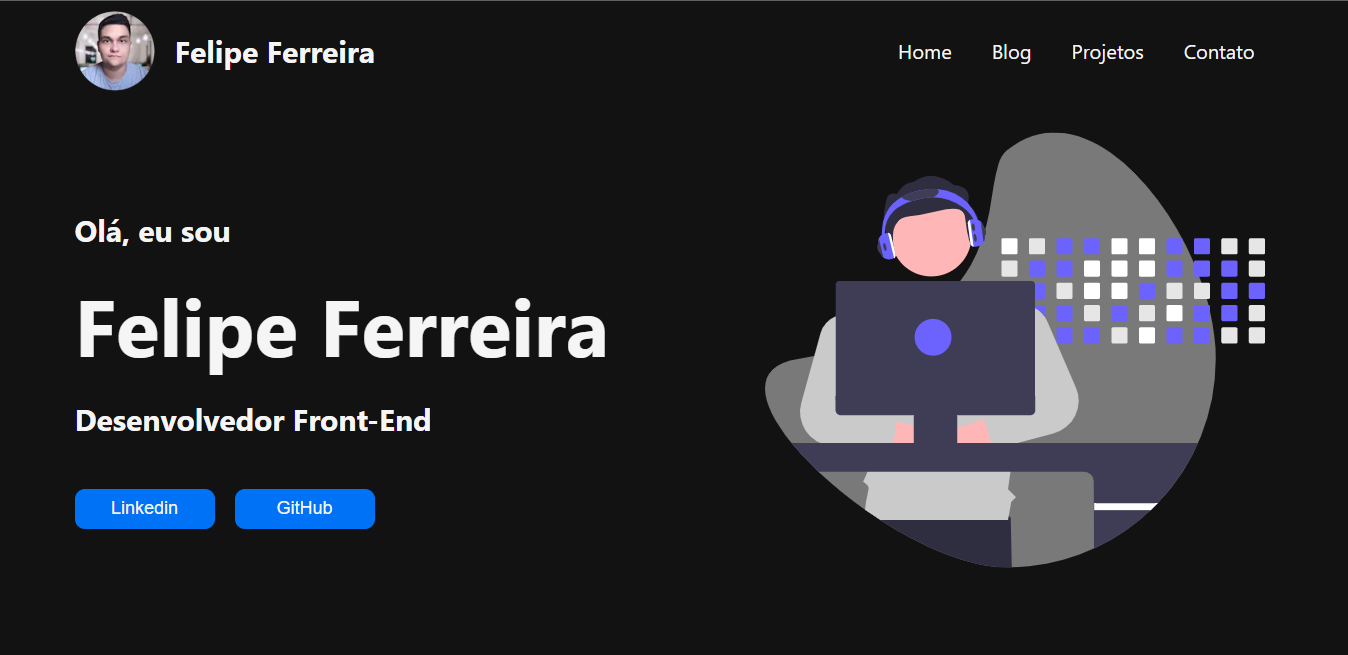 Felipe Ferreira
Home Blog Projetos Contato
Olá, eu sou
Felipe Ferreira
Desenvolvedor Front-End
Linkedin GitHub